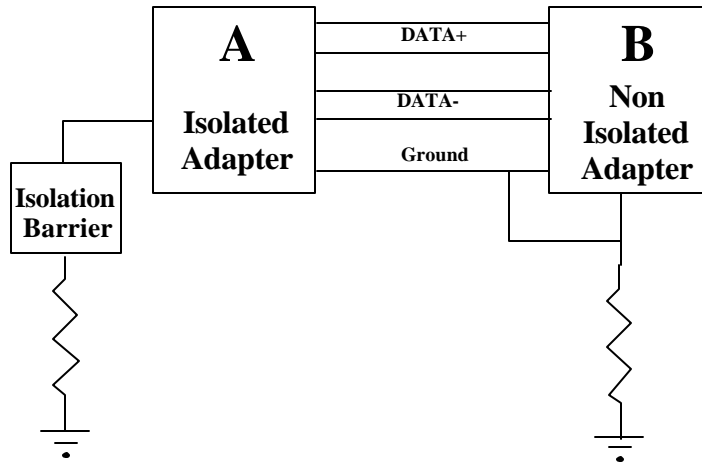 A
Isolated
Adapter
DATA+
DATA-
Ground
B
Non
Isolated
Adapter
Isolation
Barrier